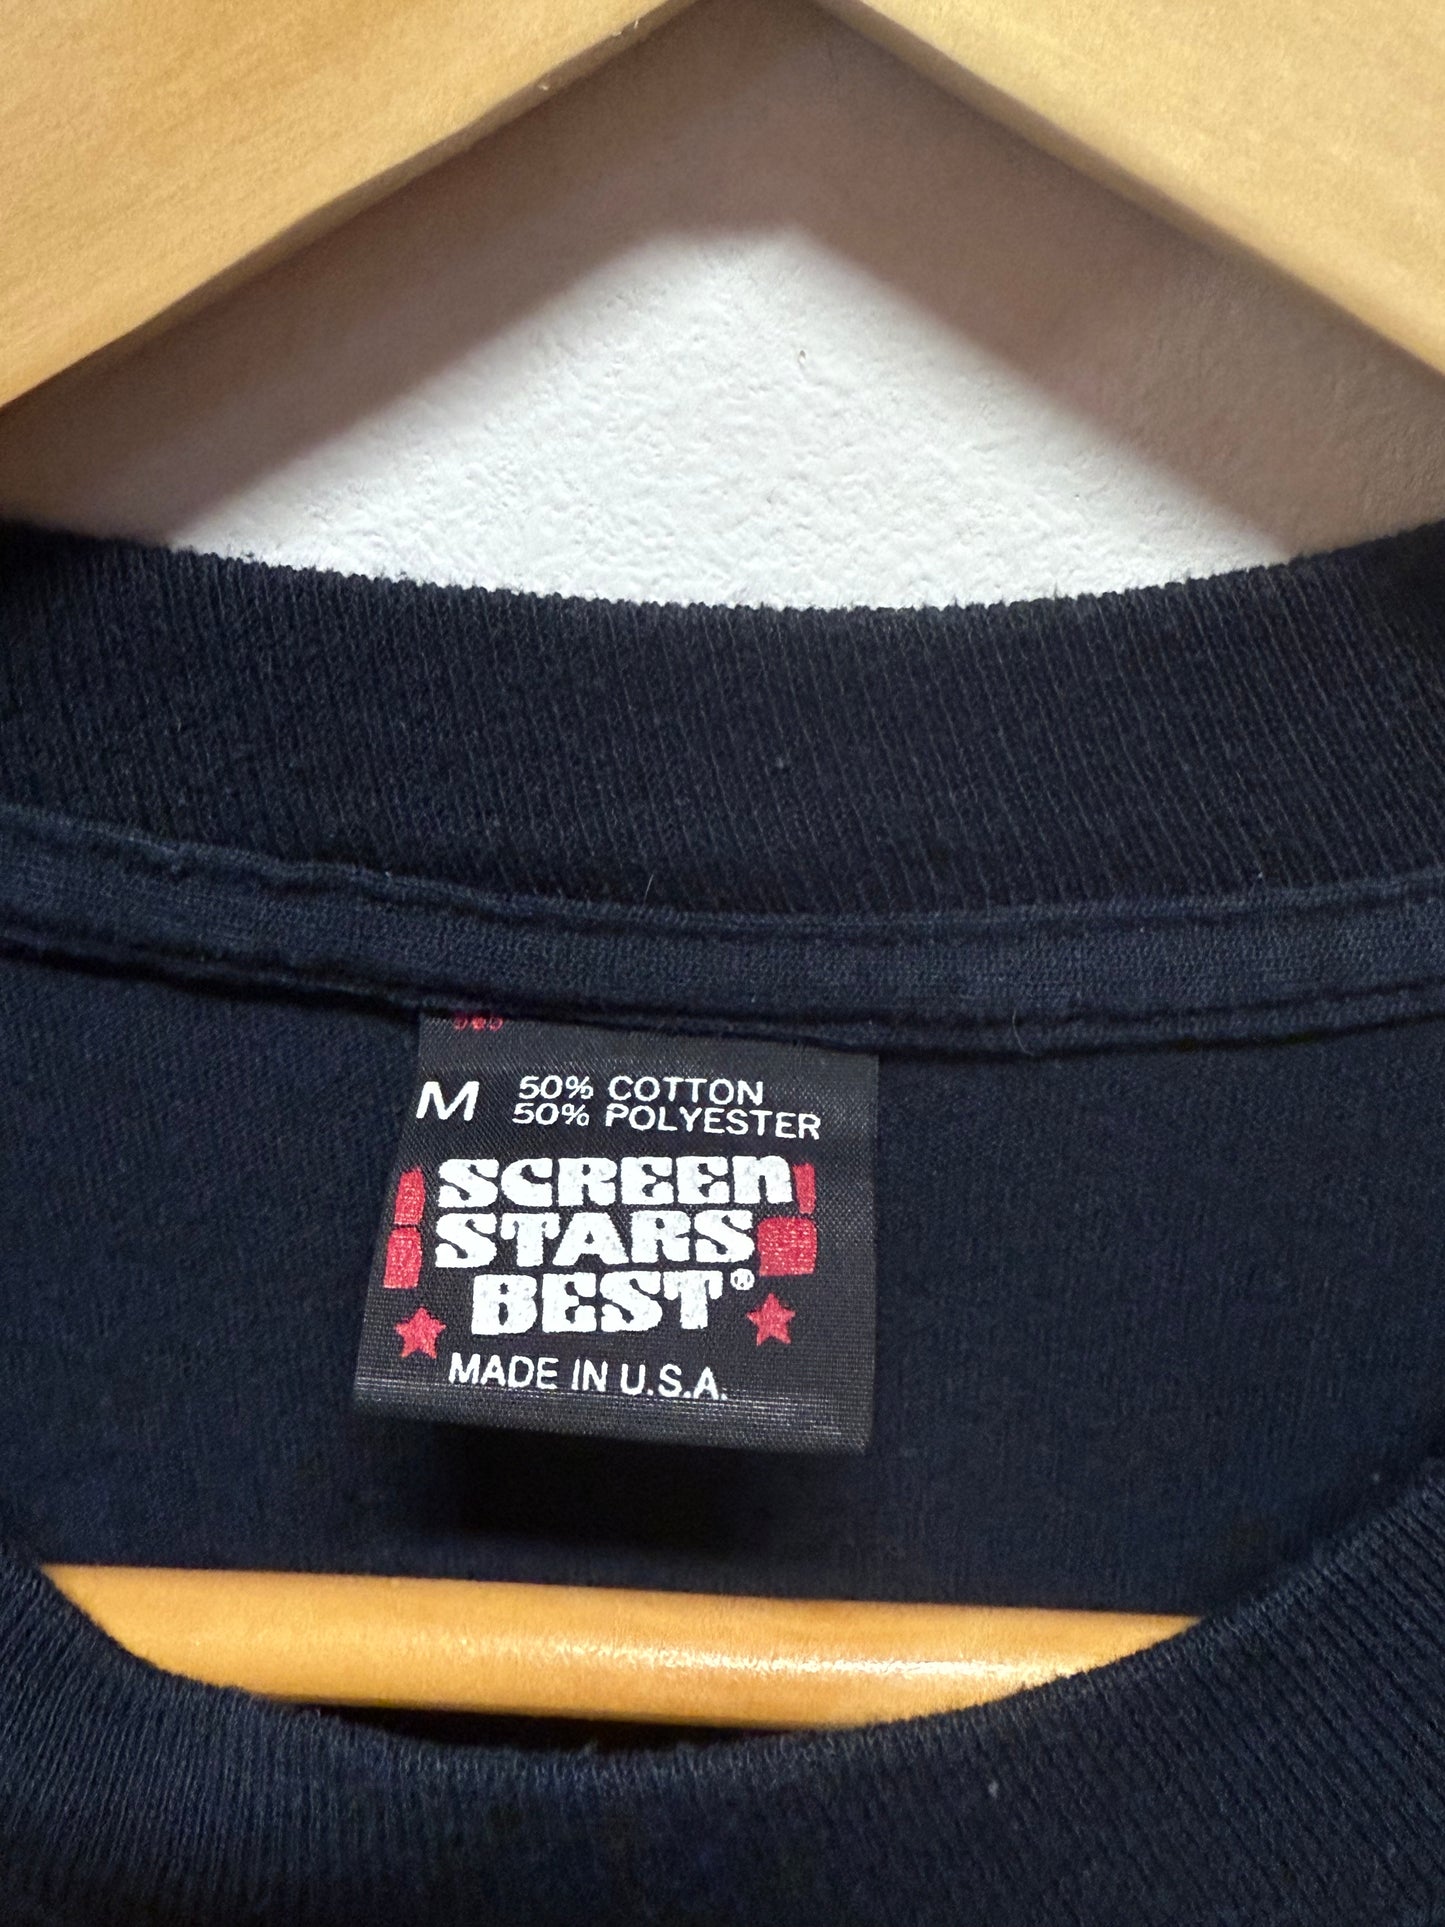 M 50% COTTON
50% POLYESTER
SCREEN
STARS
BEST®
MADE IN U.S.A.